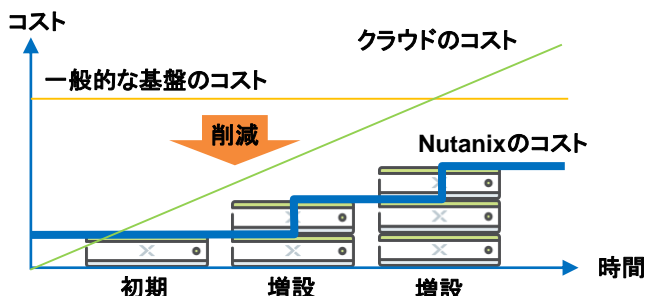 コスト
クラウドのコスト
一般的な基盤のコスト
削減
Nutanixのコスト
時間
初期
増設
増設